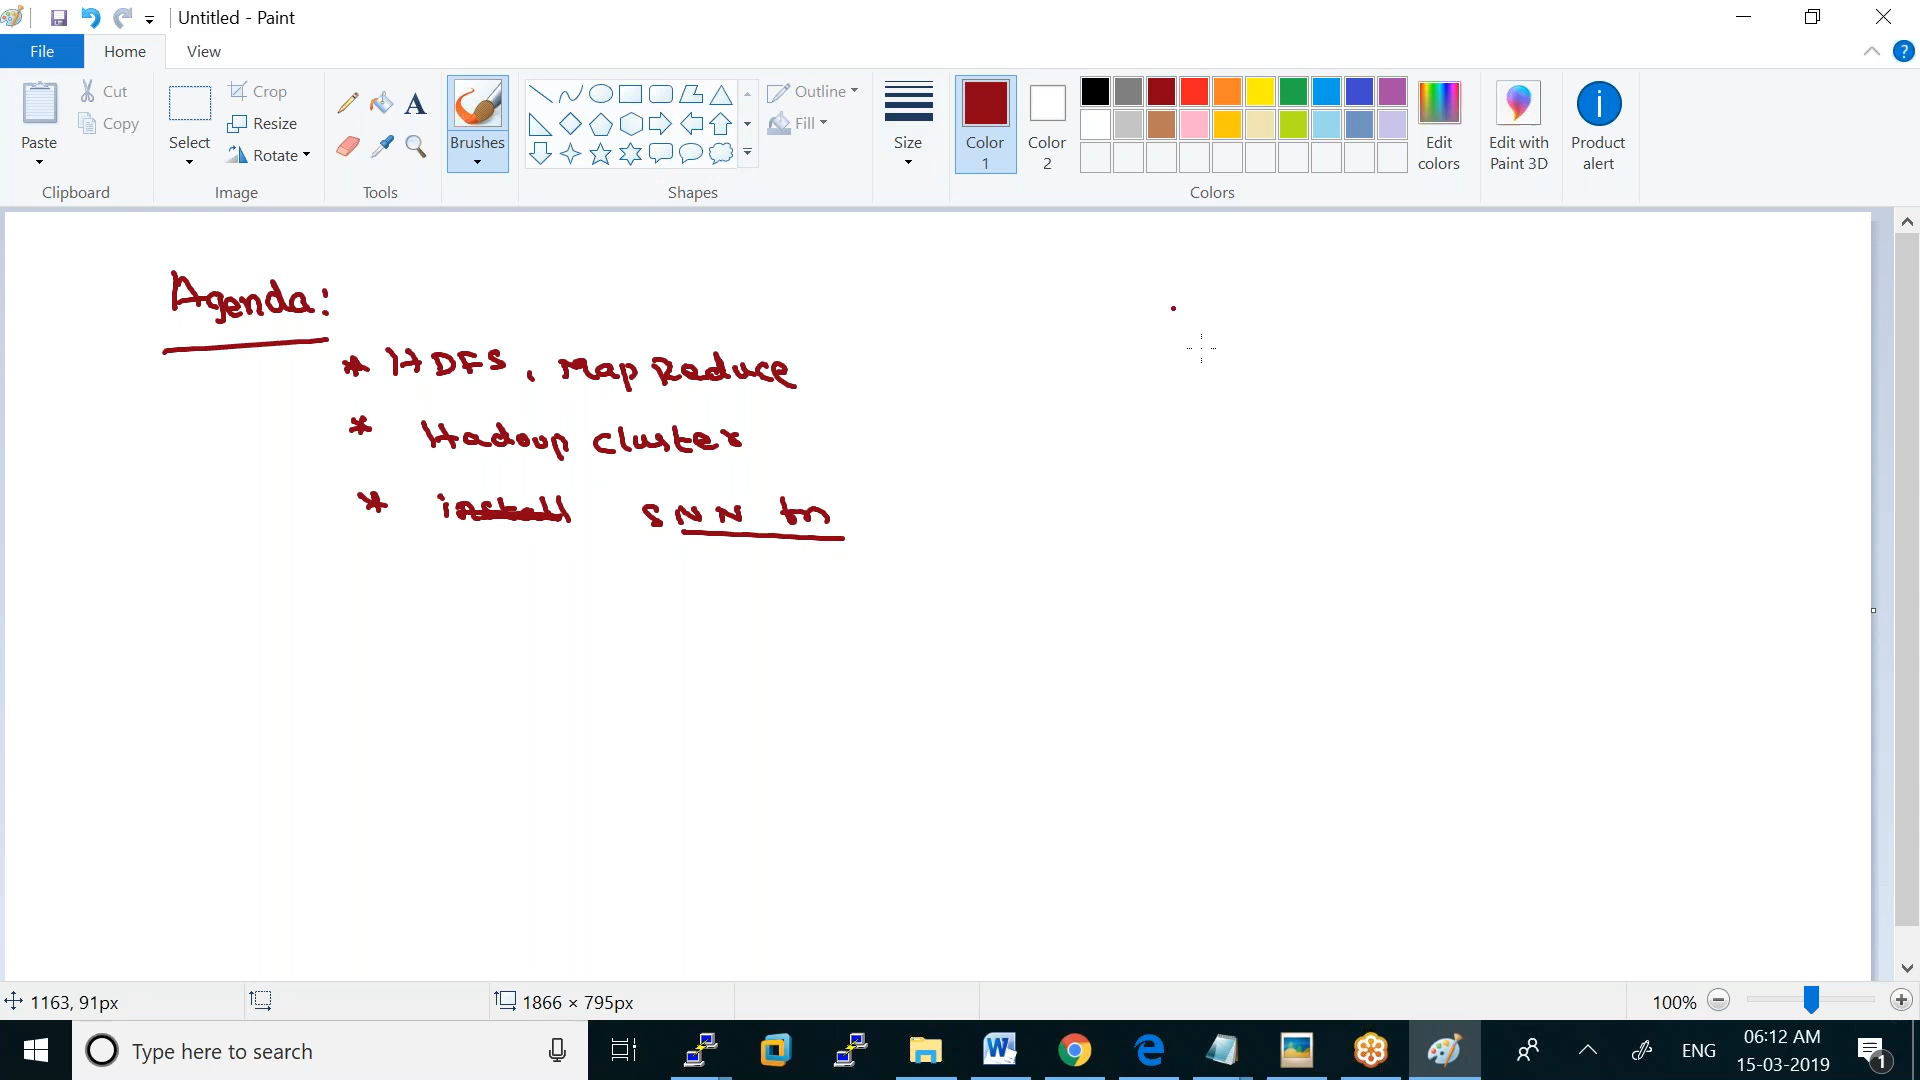 Untitled - Paint
File Home View
Paste Cut Copy Clipboard
Select Crop Resize Rotate Image
Tools
Brushes
Shapes
Outline Fill
Size
Color 1 Color 2 Colors
Edit colors
Edit with Paint 3D
Product alert
Agenda:
* HDFS, Map Reduce
* Hadoop cluster
* install SNN
1163, 91px
1866 × 795px
100%
Type here to search
ENG
06:12 AM
15-03-2019
1